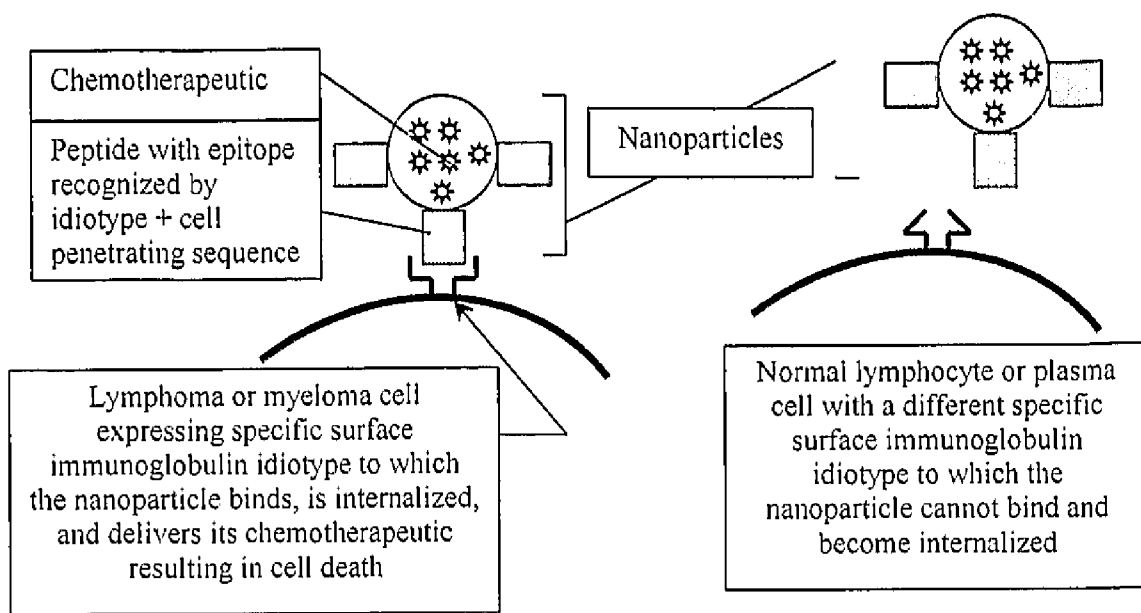 Chemotherapeutic
Peptide with epitope
recognized by
idiotype + cell
penetrating sequence
Nanoparticles
Lymphoma or myeloma cell
expressing specific surface
immunoglobulin idiotype to which
the nanoparticle binds, is internalized,
and delivers its chemotherapeutic
resulting in cell death
Normal lymphocyte or plasma
cell with a different specific
surface immunoglobulin
idiotype to which the
nanoparticle cannot bind and
become internalized